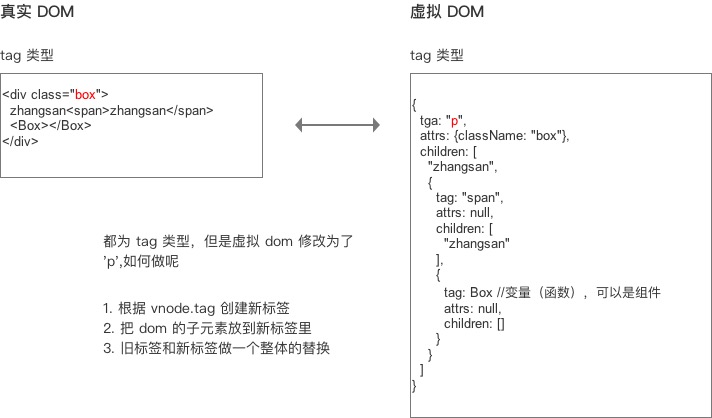 真实 DOM
tag 类型
<div class="box">
zhangsan<span>zhangsan</span>
<Box></Box>
</div>
都为 tag 类型，但是虚拟 dom 修改为了
'p',如何做呢
1. 根据 vnode.tag 创建新标签
2. 把 dom 的子元素放到新标签里
3. 旧标签和新标签做一个整体的替换
虚拟 DOM
tag 类型
{
tga: "p",
attrs: {className: "box"},
children: [
"zhangsan",
{
tag: "span",
attrs: null,
children: [
"zhangsan"
],
{
tag: Box //变量（函数），可以是组件
attrs: null,
children: []
}
}
]
}